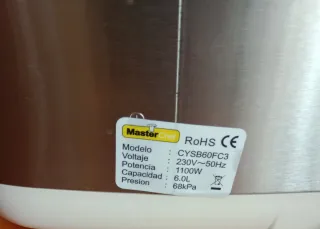 Master
RoHS CE
Modelo : CYSB60FC3
Voltaje : 230V～50Hz
Potencia : 1100W
Capacidad : 6.0L
Presion : 68kPa